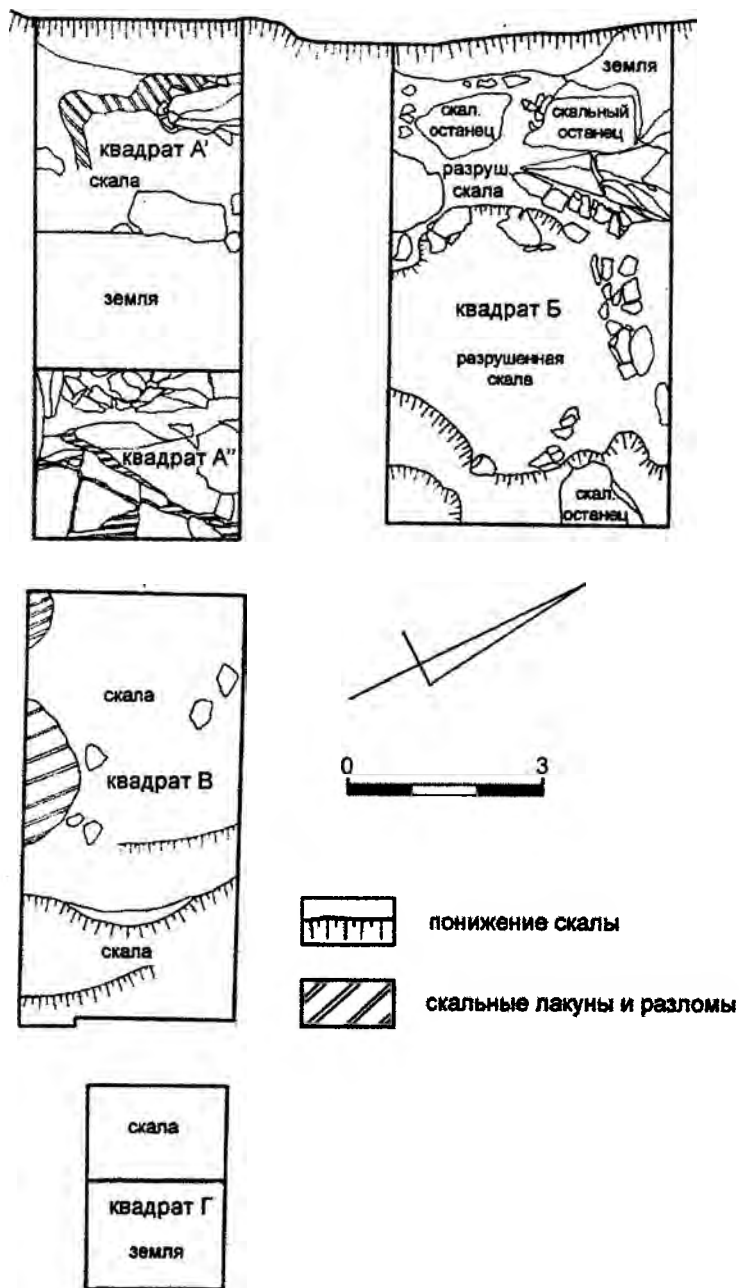 земля
скал.
останец
скальный
останец
квадрат А'
скала
разруш.
скала
земля
квадрат Б
разрушенная
скала
квадрат А"
скал.
останец
скала
квадрат В
0 3
понижение скалы
скала
скальные лакуны и разломы
скала
квадрат Г
земля